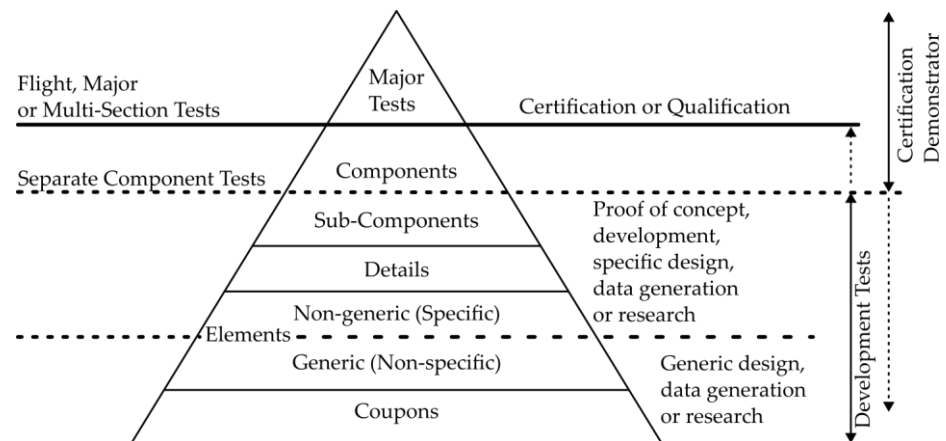 Flight, Major
or Multi-Section Tests
Major
Tests
Certification or Qualification
Certification
Demonstrator
Separate Component Tests
Components
Sub-Components
Proof of concept,
development,
specific design,
data generation
or research
Details
Non-generic (Specific)
Elements
Generic (Non-specific)
Generic design,
data generation
or research
Coupons
Development Tests